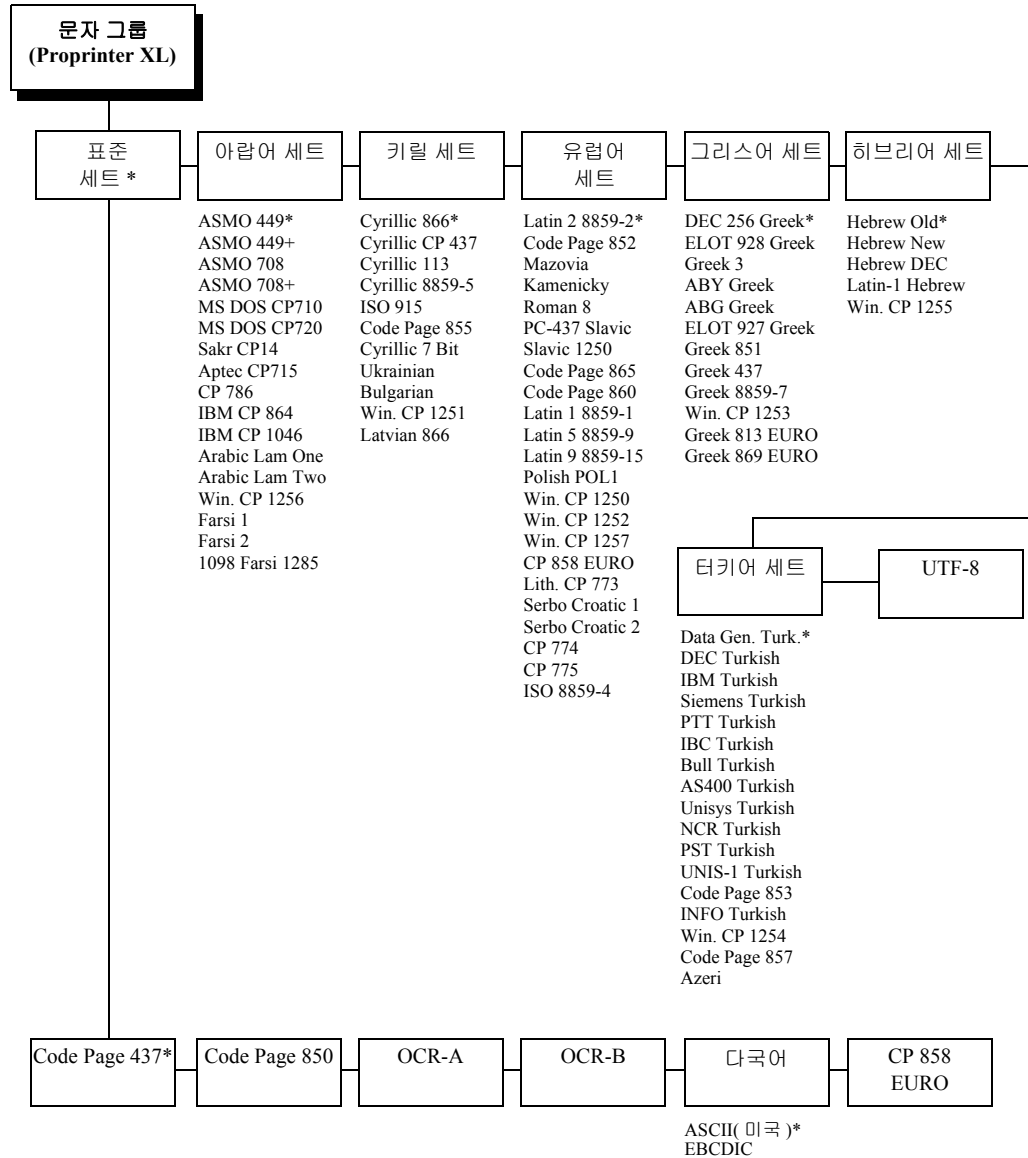 문자 그룹
(Proprinter XL)
표준
세트 *
아랍어 세트
키릴 세트
유럽어
세트
그리스어 세트
히브리어 세트
ASMO 449*
ASMO 449+
ASMO 708
ASMO 708+
MS DOS CP710
MS DOS CP720
Sakr CP14
Aptec CP715
CP 786
IBM CP 864
IBM CP 1046
Arabic Lam One
Arabic Lam Two
Win. CP 1256
Farsi 1
Farsi 2
1098 Farsi 1285
Cyrillic 866*
Cyrillic CP 437
Cyrillic 113
Cyrillic 8859-5
ISO 915
Code Page 855
Cyrillic 7 Bit
Ukrainian
Bulgarian
Win. CP 1251
Latvian 866
Latin 2 8859-2*
Code Page 852
Mazovia
Kamenicky
Roman 8
PC-437 Slavic
Slavic 1250
Code Page 865
Code Page 860
Latin 1 8859-1
Latin 5 8859-9
Latin 9 8859-15
Polish POL1
Win. CP 1250
Win. CP 1252
Win. CP 1257
CP 858 EURO
Lith. CP 773
Serbo Croatic 1
Serbo Croatic 2
CP 774
CP 775
ISO 8859-4
DEC 256 Greek*
ELOT 928 Greek
Greek 3
ABY Greek
ABG Greek
ELOT 927 Greek
Greek 851
Greek 437
Greek 8859-7
Win. CP 1253
Greek 813 EURO
Greek 869 EURO
Hebrew Old*
Hebrew New
Hebrew DEC
Latin-1 Hebrew
Win. CP 1255
터키어 세트
UTF-8
Data Gen. Turk.*
DEC Turkish
IBM Turkish
Siemens Turkish
PTT Turkish
IBC Turkish
Bull Turkish
AS400 Turkish
Unisys Turkish
NCR Turkish
PST Turkish
UNIS-1 Turkish
Code Page 853
INFO Turkish
Win. CP 1254
Code Page 857
Azeri
Code Page 437*
Code Page 850
OCR-A
OCR-B
다국어
CP 858
EURO
ASCII( 미국 )*
EBCDIC